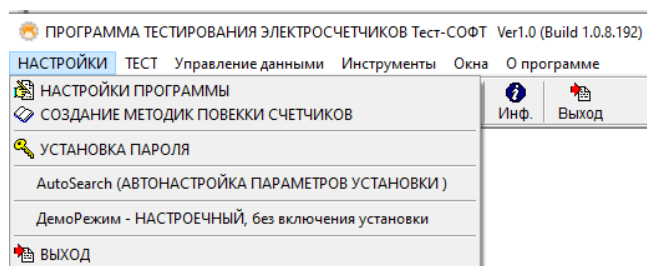 ПРОГРАММА ТЕСТИРОВАНИЯ ЭЛЕКТРОСЧЕТЧИКОВ Тест-СОФТ Ver1.0 (Build 1.0.8.192)
НАСТРОЙКИ ТЕСТ Управление данными Инструменты Окна О программе
НАСТРОЙКИ ПРОГРАММЫ
СОЗДАНИЕ МЕТОДИК ПОВЕККИ СЧЕТЧИКОВ
Инф. Выход
УСТАНОВКА ПАРОЛЯ
AutoSearch (АВТОНАСТРОЙКА ПАРАМЕТРОВ УСТАНОВКИ )
ДемоРежим - НАСТРОЕЧНЫЙ, без включения установки
ВЫХОД